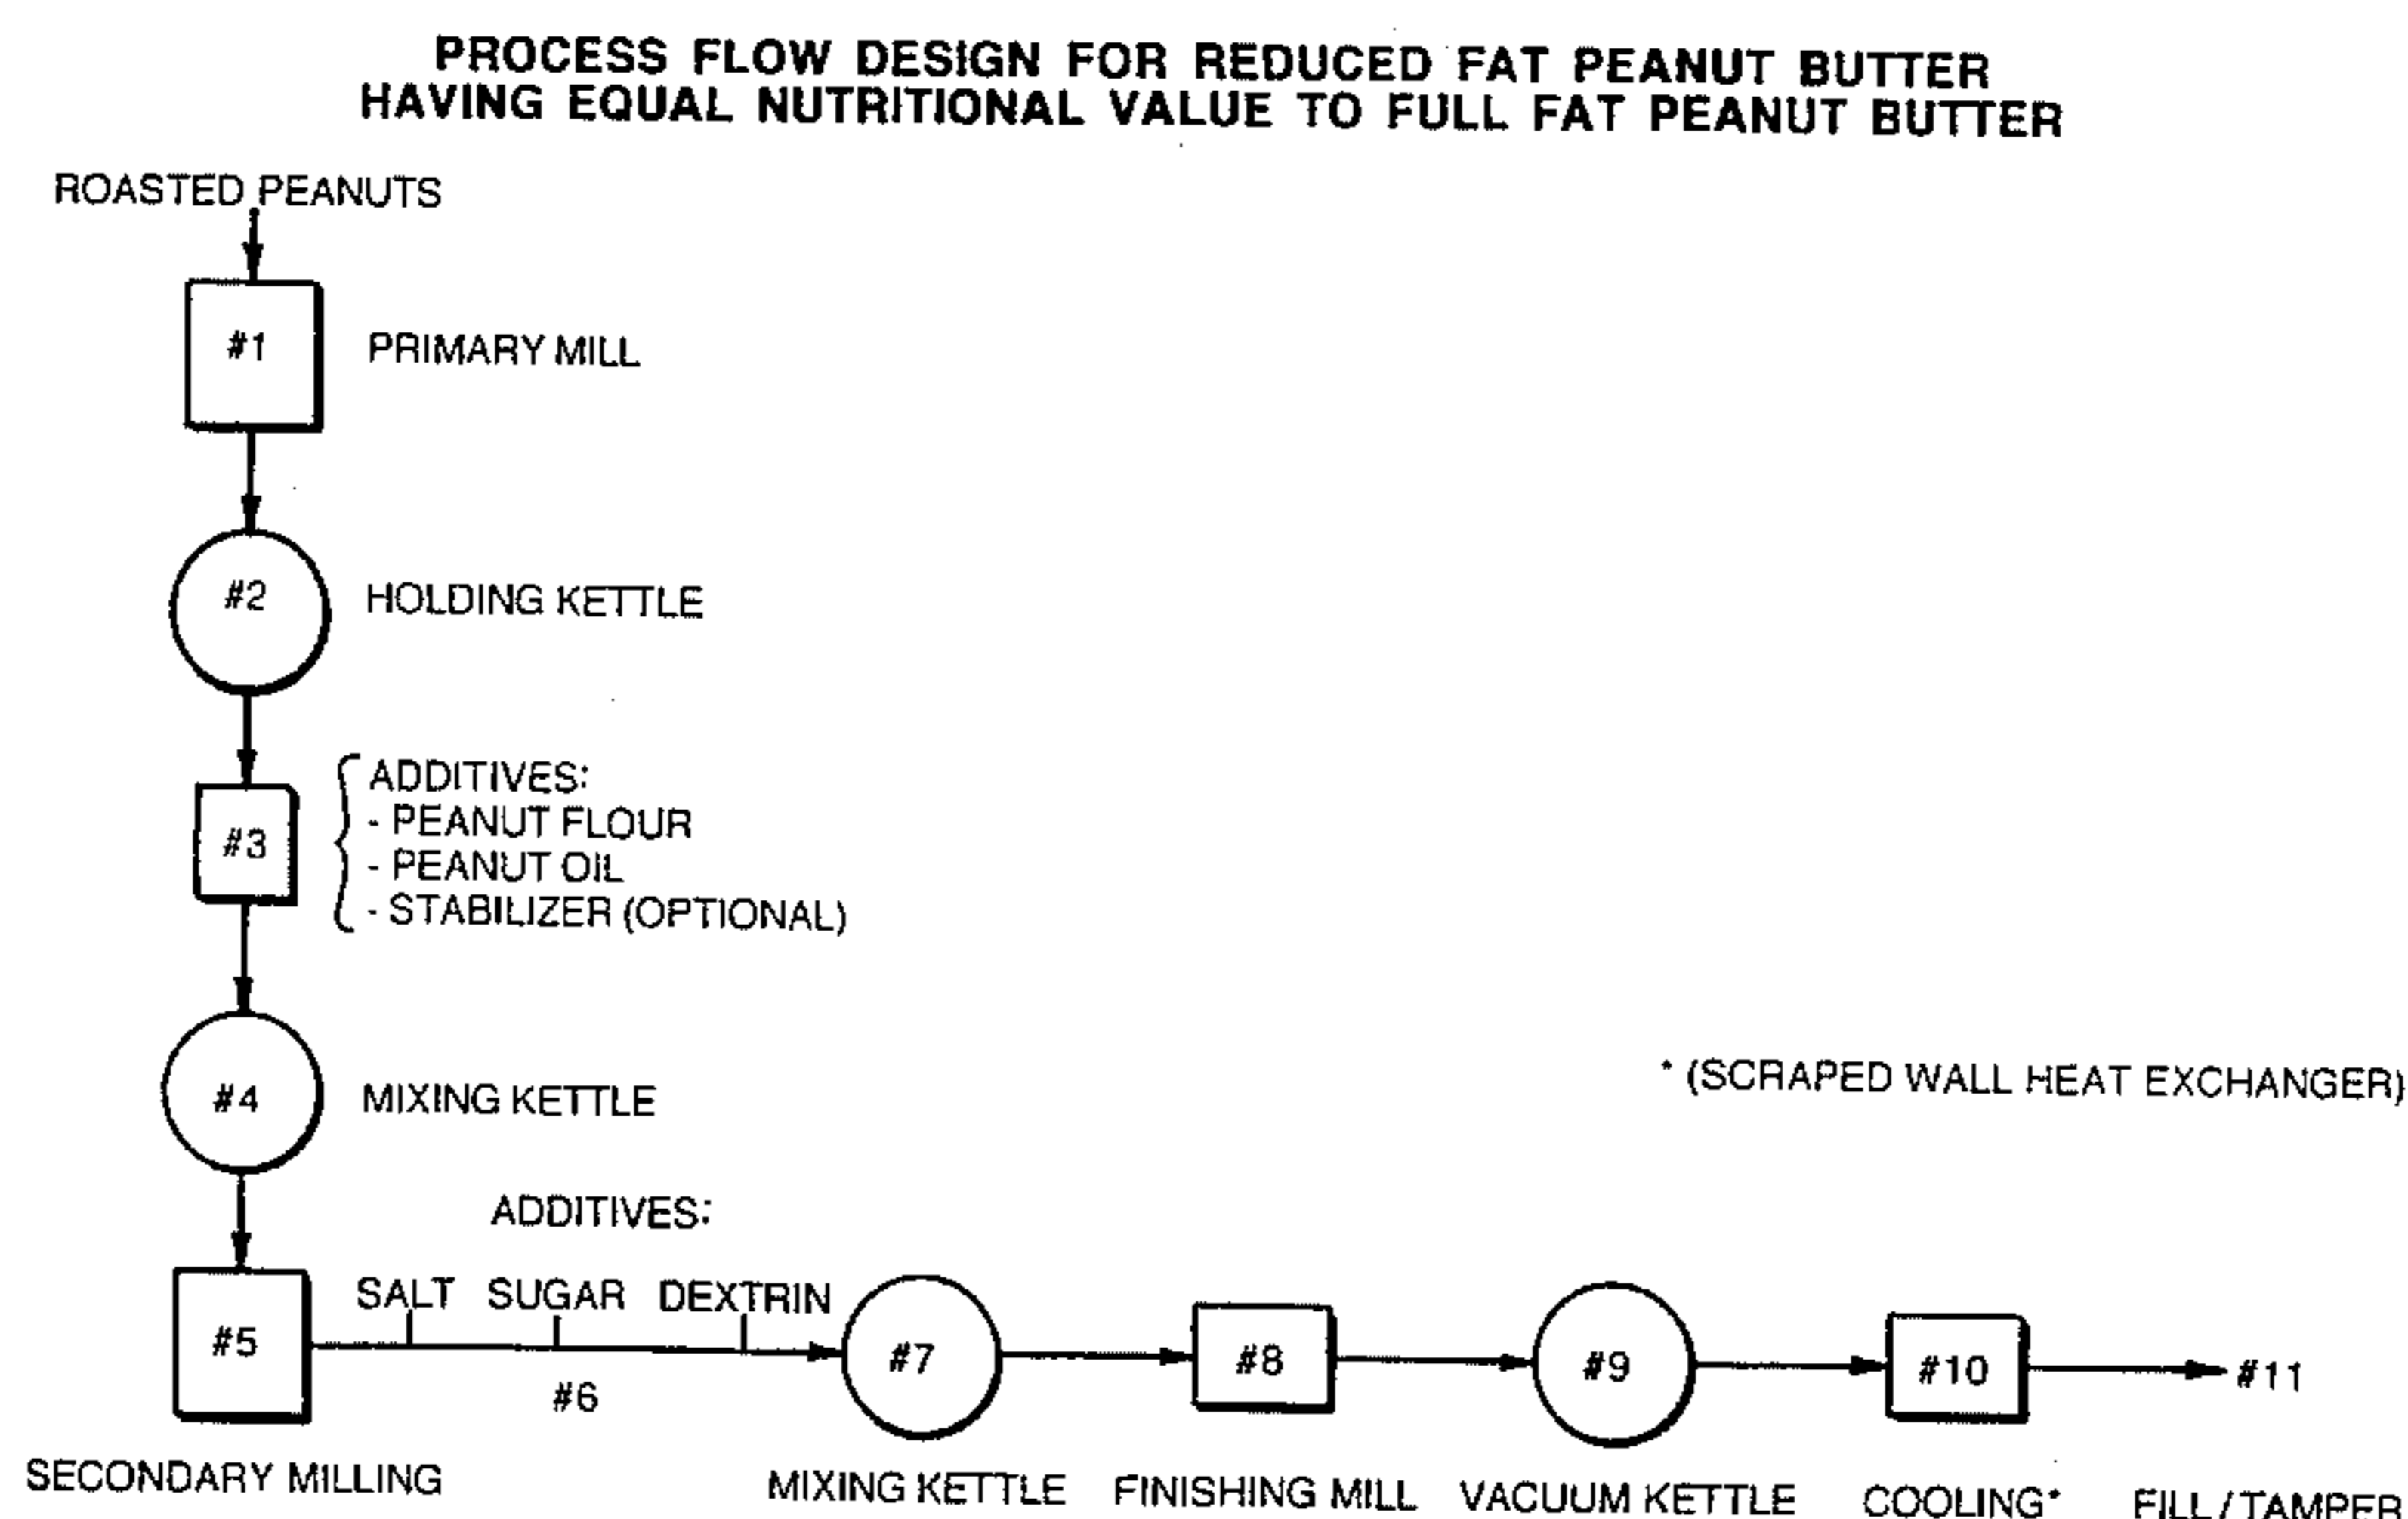 PROCESS FLOW DESIGN FOR REDUCED FAT PEANUT BUTTER
HAVING EQUAL NUTRITIONAL VALUE TO FULL FAT PEANUT BUTTER
ROASTED PEANUTS
#1 PRIMARY MILL
#2 HOLDING KETTLE
#3
ADDITIVES:
- PEANUT FLOUR
- PEANUT OIL
- STABILIZER (OPTIONAL)
#4 MIXING KETTLE
* (SCRAPED WALL HEAT EXCHANGER)
ADDITIVES:
SALT SUGAR DEXTRIN
#5 #6 #7 #8 #9 #10 #11
SECONDARY MILLING MIXING KETTLE FINISHING MILL VACUUM KETTLE COOLING* FILL/TAMPER